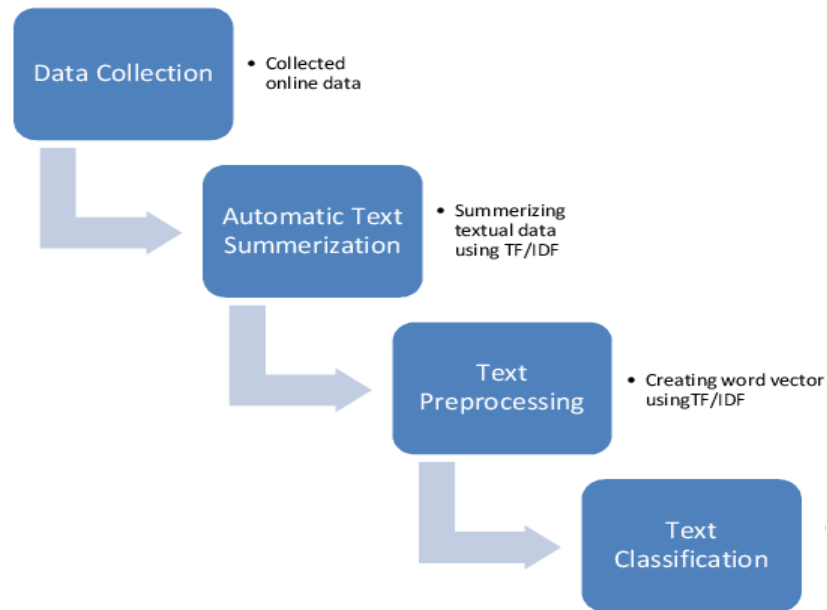 Data Collection
• Collected
online data
Automatic Text
Summerization
• Summerizing
textual data
using TF/IDF
Text
Preprocessing
• Creating word vector
usingTF/IDF
Text
Classification